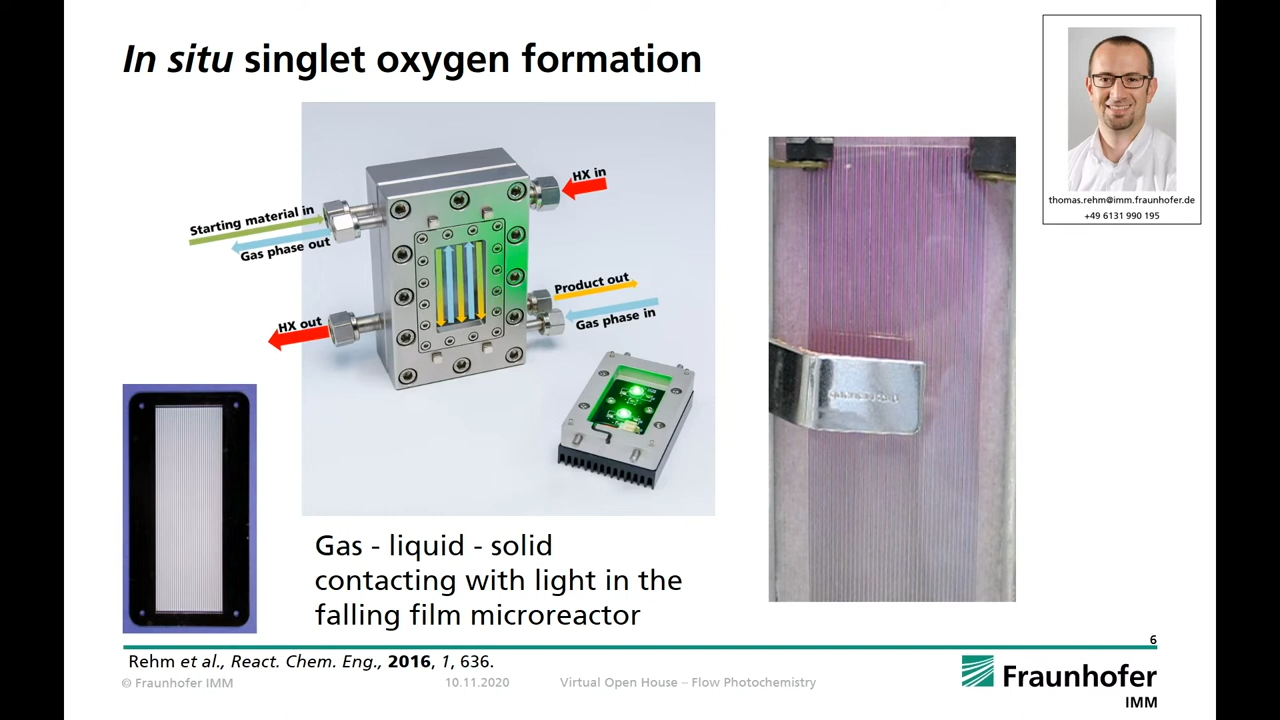 In situ singlet oxygen formation
thomas.rehm@imm.fraunhofer.de
+49 6131 990 195
HX in
Starting material in
Gas phase out
Product out
Gas phase in
HX out
Gas - liquid - solid
contacting with light in the
falling film microreactor
6
Rehm et al., React. Chem. Eng., 2016, 1, 636.
© Fraunhofer IMM
10.11.2020
Virtual Open House – Flow Photochemistry
Fraunhofer
IMM